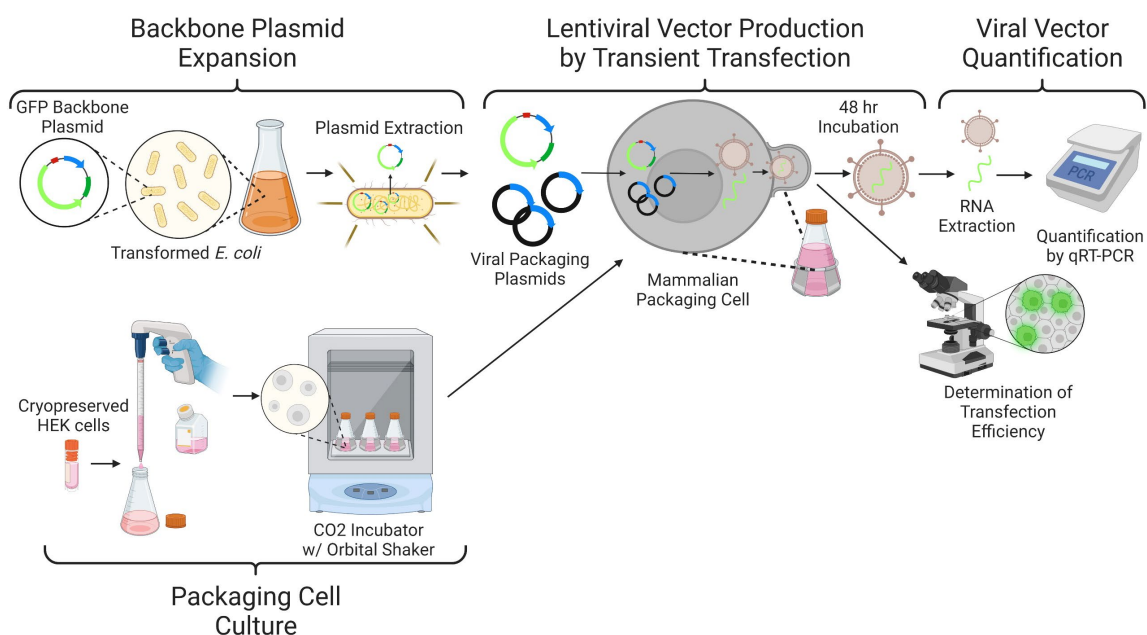 Backbone Plasmid
Expansion
Lentiviral Vector Production
by Transient Transfection
Viral Vector
Quantification
GFP Backbone
Plasmid
Transformed E. coli
Plasmid Extraction
Viral Packaging
Plasmids
Mammalian
Packaging Cell
48 hr
Incubation
RNA
Extraction
PCR
Quantification
by qRT-PCR
Determination of
Transfection
Efficiency
Cryopreserved
HEK cells
CO2 Incubator
w/ Orbital Shaker
Packaging Cell
Culture